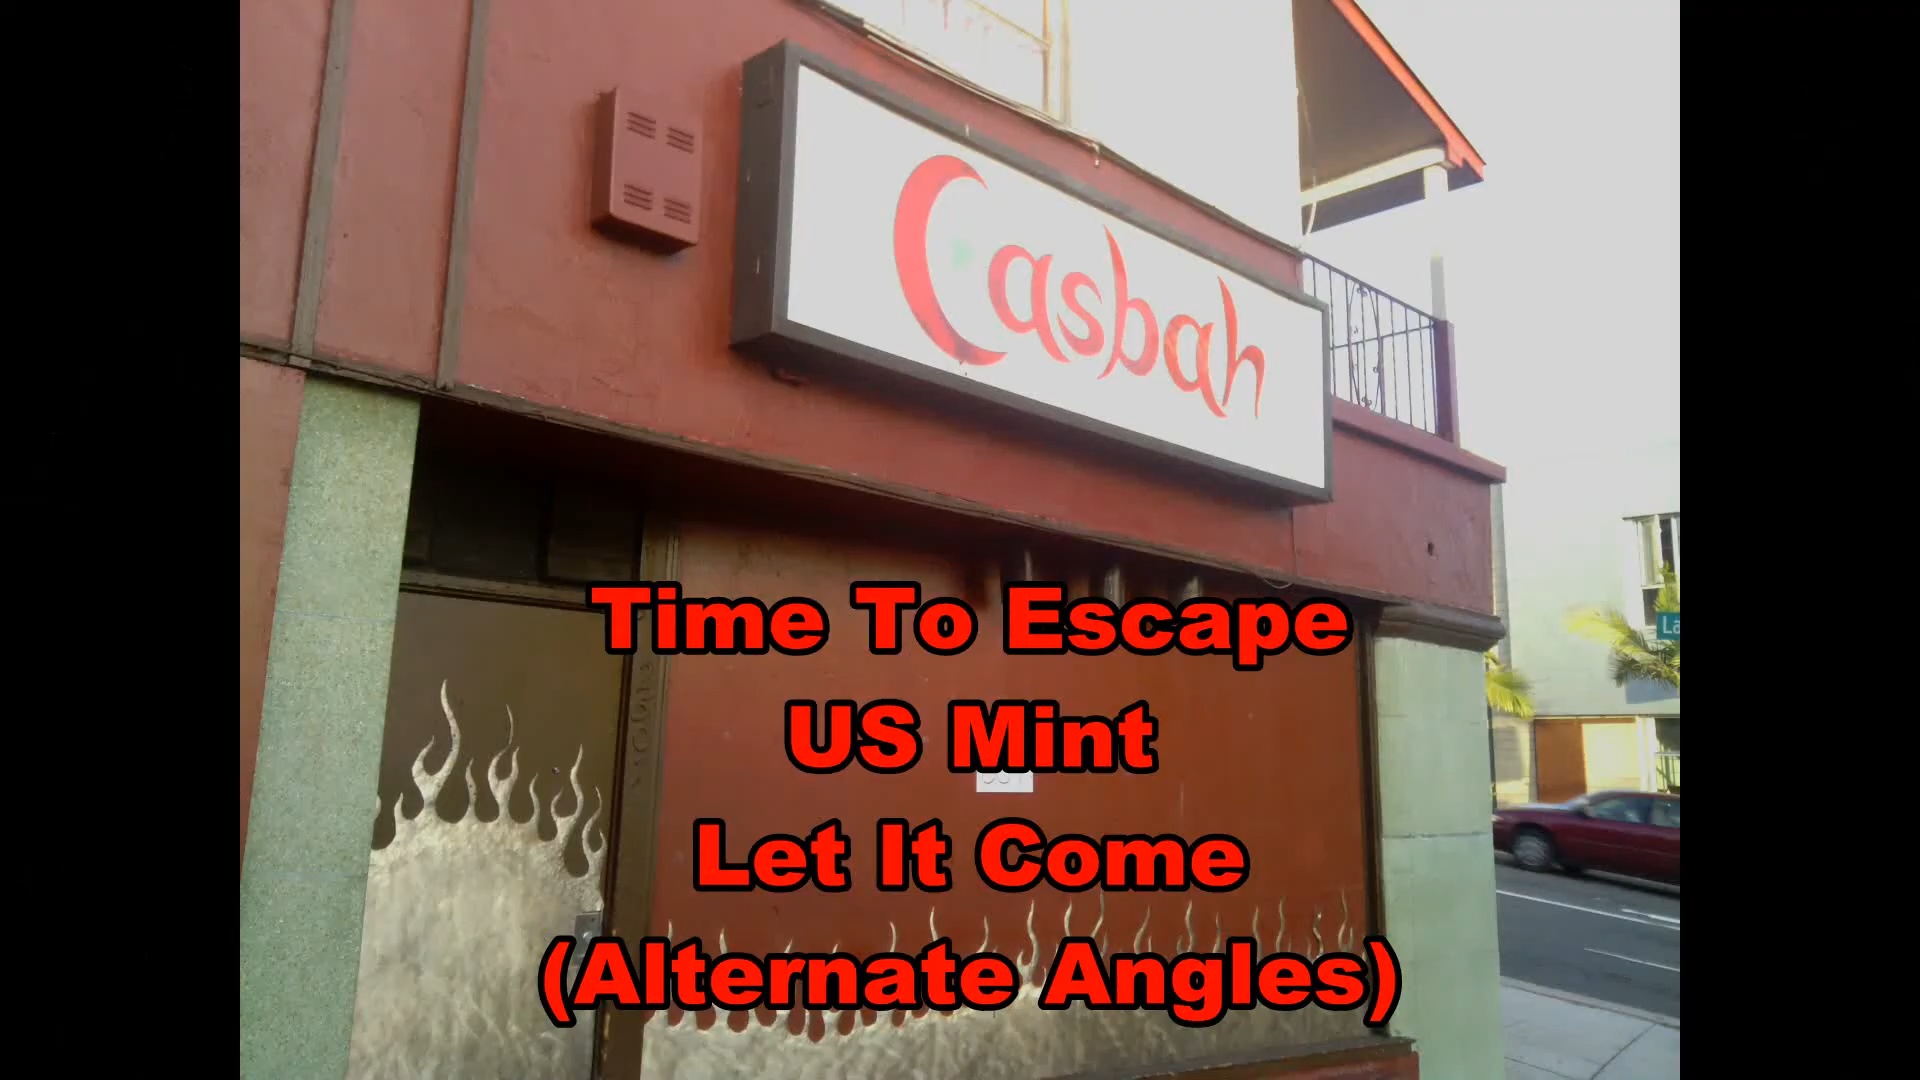 Casbah
Time To Escape
US Mint
Let It Come
(Alternate Angles)